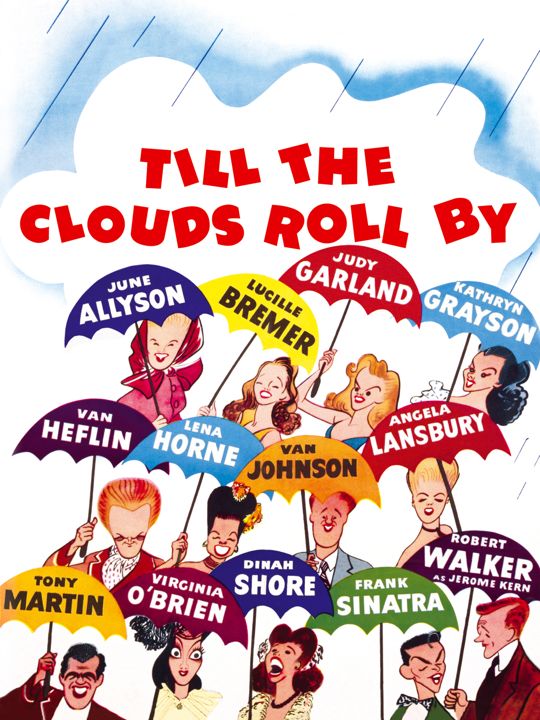 TILL THE
CLOUDS ROLL BY
JUNE
ALLYSON
LUCILLE
BREMER
JUDY
GARLAND
KATHRYN
GRAYSON
VAN
HEFLIN
LENA
HORNE
VAN
JOHNSON
ANGELA
LANSBURY
TONY
MARTIN
VIRGINIA
O'BRIEN
DINAH
SHORE
FRANK
SINATRA
ROBERT
WALKER
AS JEROME KERN